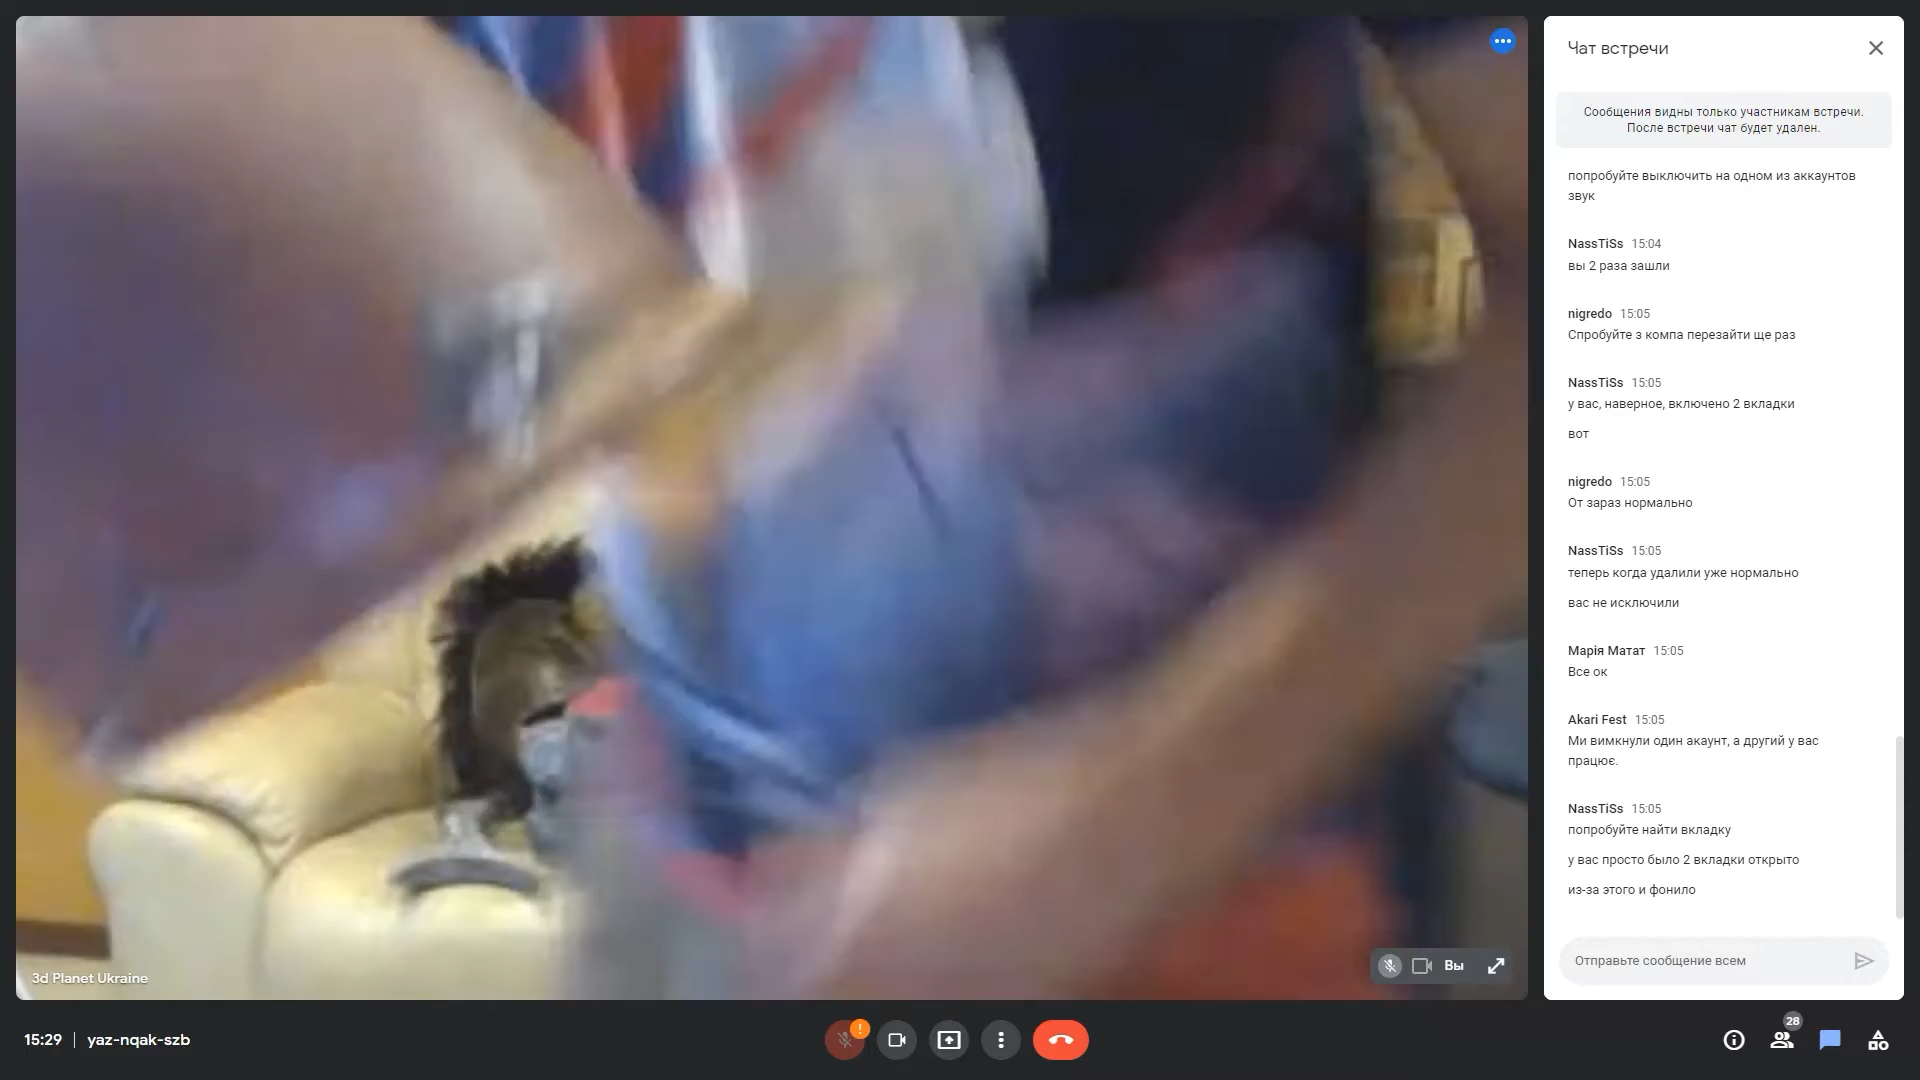 Чат встречи
Сообщения видны только участникам встречи.
После встречи чат будет удален.
попробуйте выключить на одном из аккаунтов
звук
NassTiSs 15:04
вы 2 раза зашли
nigredo 15:05
Спробуйте з компа перезайти ще раз
NassTiSs 15:05
у вас, наверное, включено 2 вкладки
вот
nigredo 15:05
От зараз нормально
NassTiSs 15:05
теперь когда удалили уже нормально
вас не исключили
Марія Матат 15:05
Все ок
Akari Fest 15:05
Ми вимкнули один акаунт, а другий у вас
працює.
NassTiSs 15:05
попробуйте найти вкладку
у вас просто было 2 вкладки открыто
из-за этого и фонило
Отправьте сообщение всем
3d Planet Ukraine
Вы
15:29 | yaz-nqak-szb
28